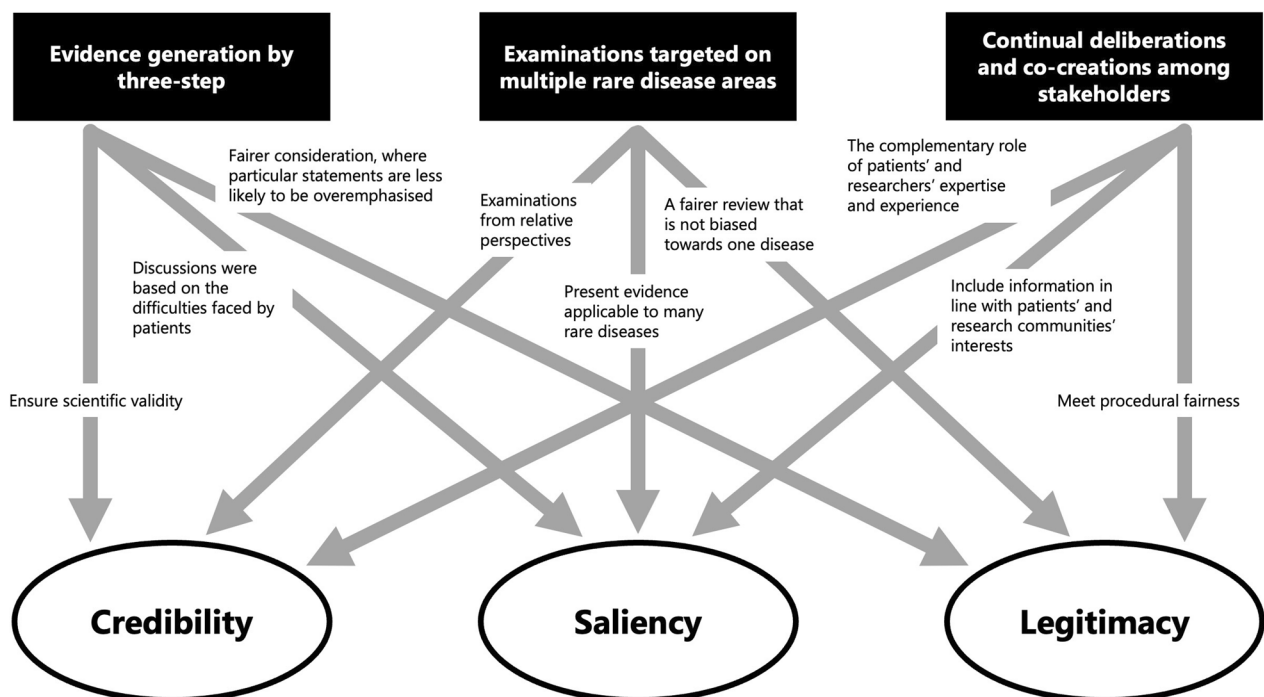 Evidence generation by
three-step
Examinations targeted on
multiple rare disease areas
Continual deliberations
and co-creations among
stakeholders
Fairer consideration, where
particular statements are less
likely to be overemphasised
Examinations
from relative
perspectives
A fairer review that
is not biased
towards one disease
The complementary role
of patients’ and
researchers’ expertise
and experience
Discussions were
based on the
difficulties faced by
patients
Present evidence
applicable to many
rare diseases
Include information in
line with patients’ and
research communities’
interests
Ensure scientific validity
Meet procedural fairness
Credibility
Saliency
Legitimacy